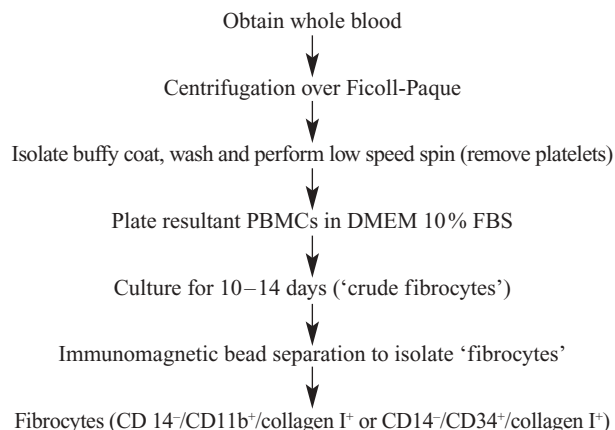 Obtain whole blood
Centrifugation over Ficoll-Paque
Isolate buffy coat, wash and perform low speed spin (remove platelets)
Plate resultant PBMCs in DMEM 10% FBS
Culture for 10–14 days (‘crude fibrocytes’)
Immunomagnetic bead separation to isolate ‘fibrocytes’
Fibrocytes (CD 14⁻/CD11b⁺/collagen I⁺ or CD14⁻/CD34⁺/collagen I⁺)